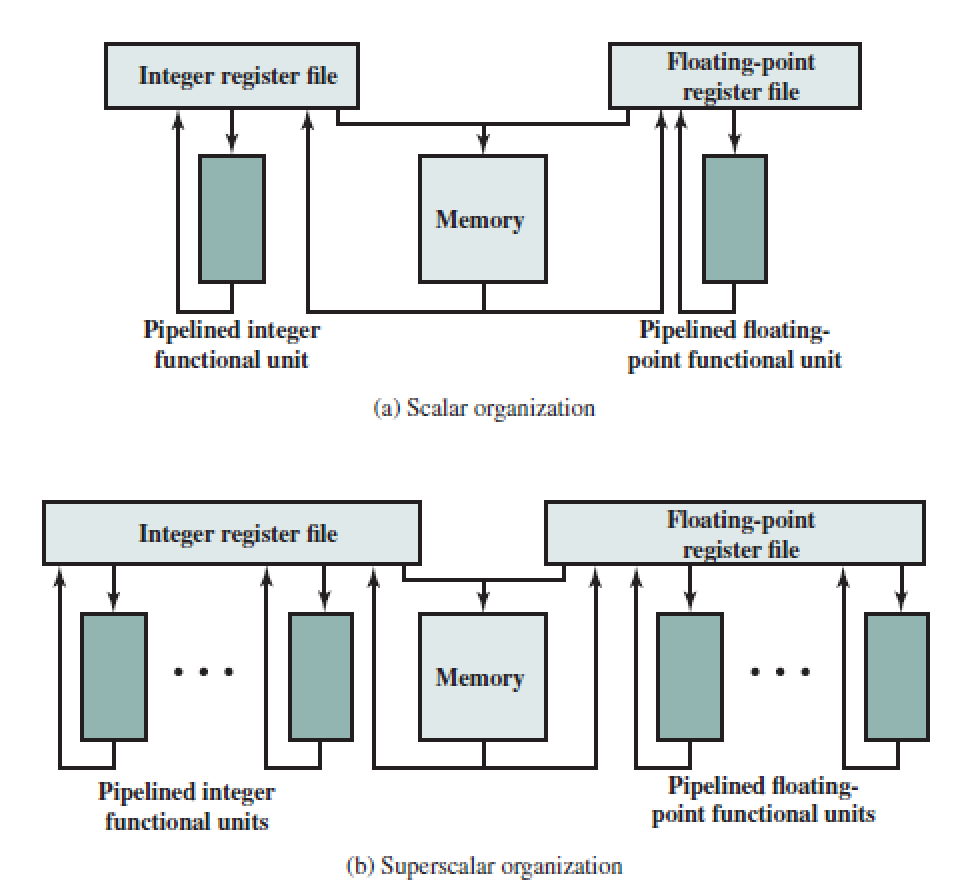 Integer register file
Floating-point
register file
Memory
Pipelined integer
functional unit
Pipelined floating-
point functional unit
(a) Scalar organization
Integer register file
Floating-point
register file
Memory
Pipelined integer
functional units
Pipelined floating-
point functional units
(b) Superscalar organization